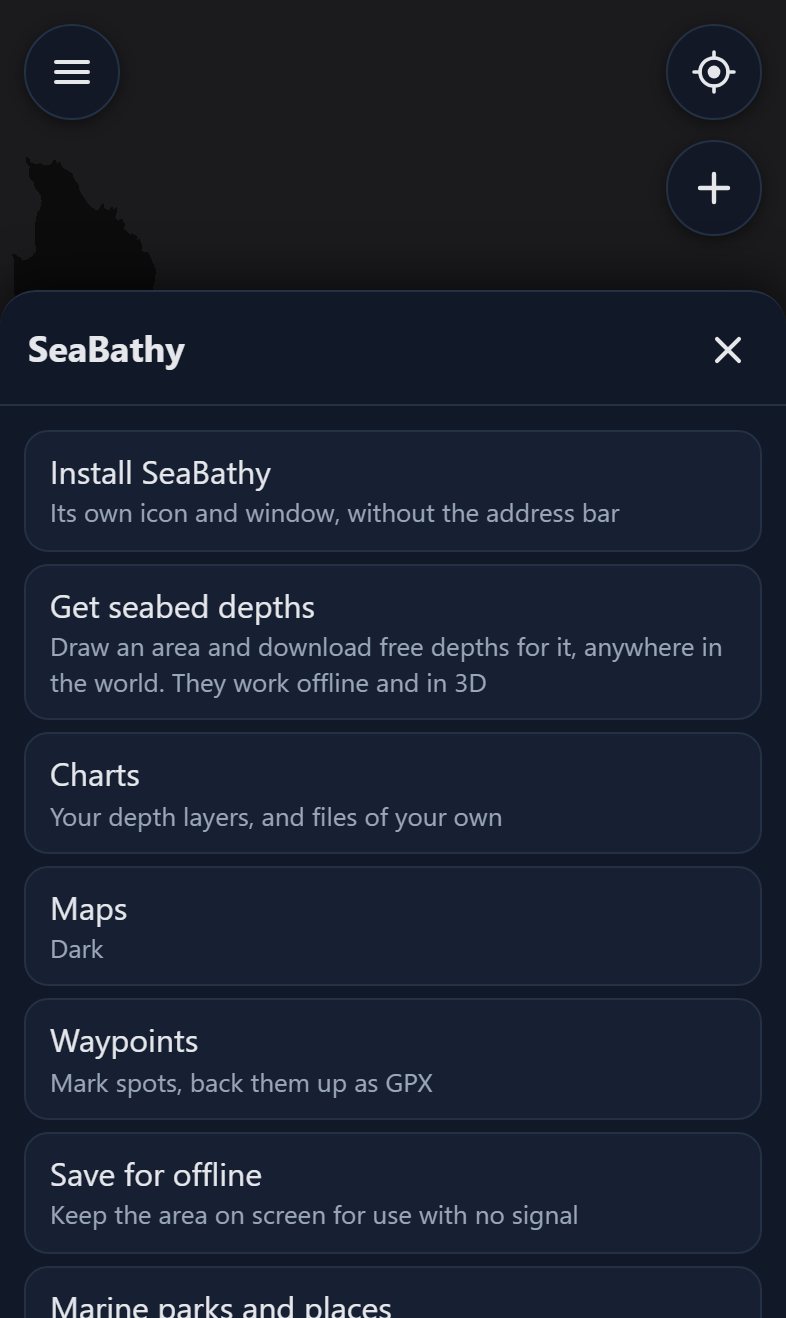 SeaBathy
Install SeaBathy
Its own icon and window, without the address bar
Get seabed depths
Draw an area and download free depths for it, anywhere in
the world. They work offline and in 3D
Charts
Your depth layers, and files of your own
Maps
Dark
Waypoints
Mark spots, back them up as GPX
Save for offline
Keep the area on screen for use with no signal
Marine parks and places